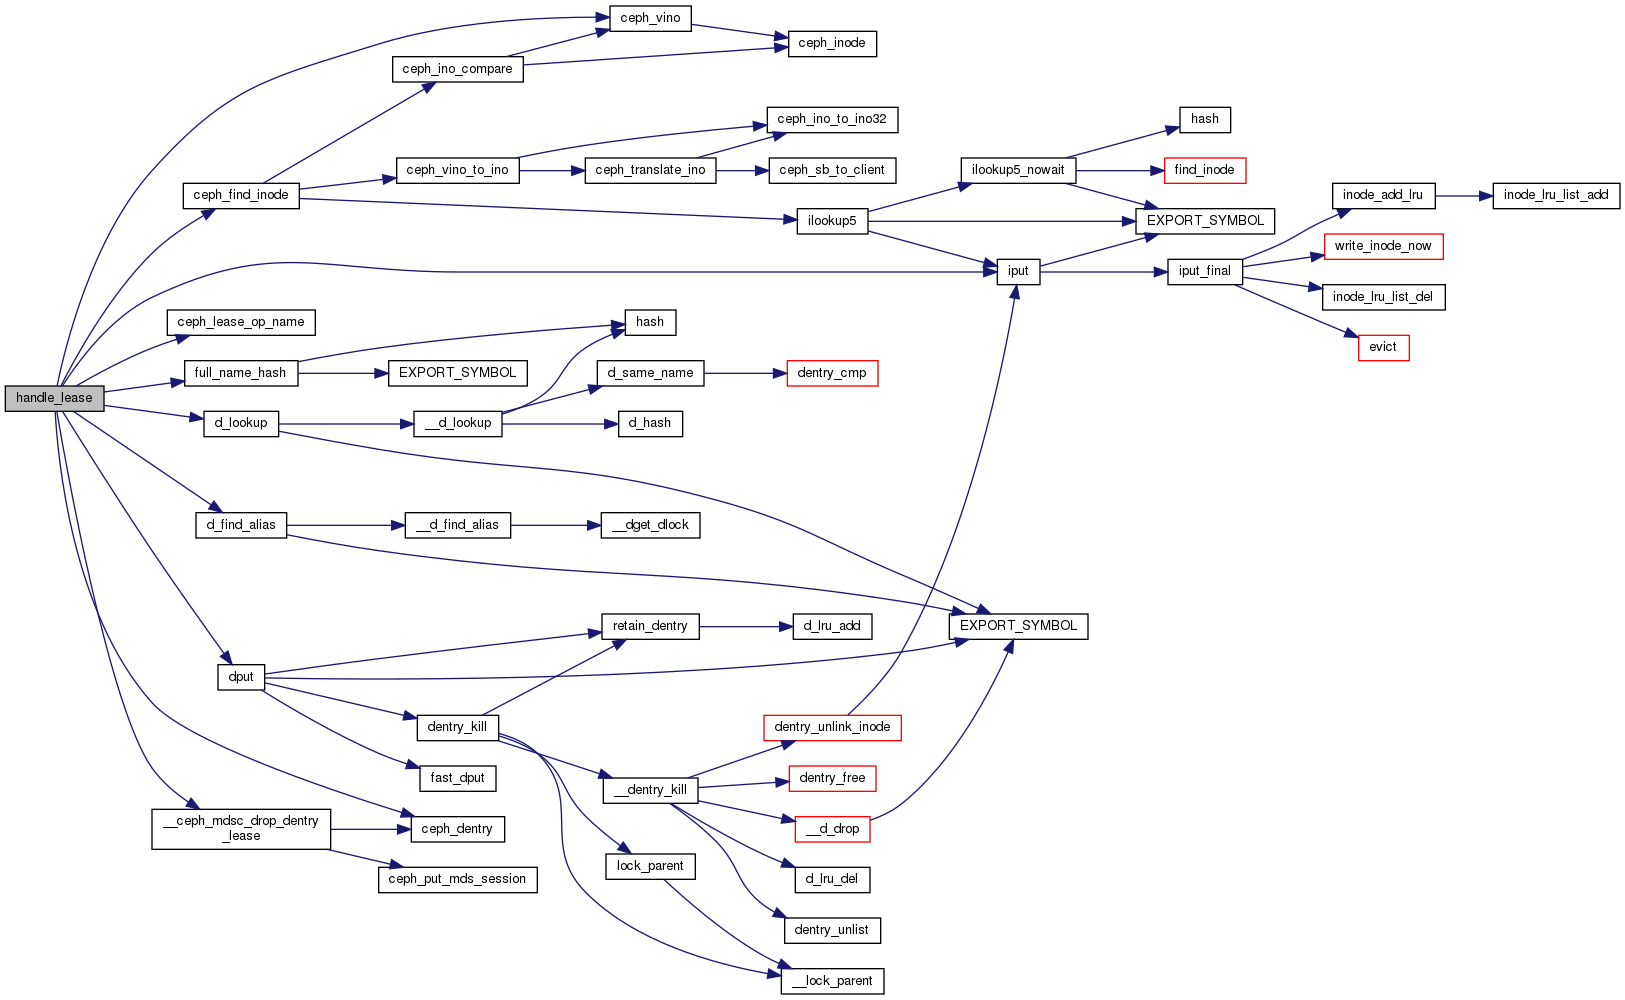 ceph_vino
ceph_inode
ceph_ino_compare
ceph_ino_to_ino32
hash
ceph_vino_to_ino
ceph_translate_ino
ceph_sb_to_client
ilookup5_nowait
find_inode
ceph_find_inode
ilookup5
EXPORT_SYMBOL
inode_add_lru
inode_lru_list_add
write_inode_now
iput
iput_final
inode_lru_list_del
ceph_lease_op_name
hash
evict
full_name_hash
EXPORT_SYMBOL
d_same_name
dentry_cmp
handle_lease
d_lookup
__d_lookup
d_hash
d_find_alias
__d_find_alias
__dget_dlock
retain_dentry
d_lru_add
EXPORT_SYMBOL
dput
dentry_kill
dentry_unlink_inode
fast_dput
__dentry_kill
dentry_free
__ceph_mdsc_drop_dentry
_lease
ceph_dentry
__d_drop
lock_parent
ceph_put_mds_session
d_lru_del
dentry_unlist
__lock_parent